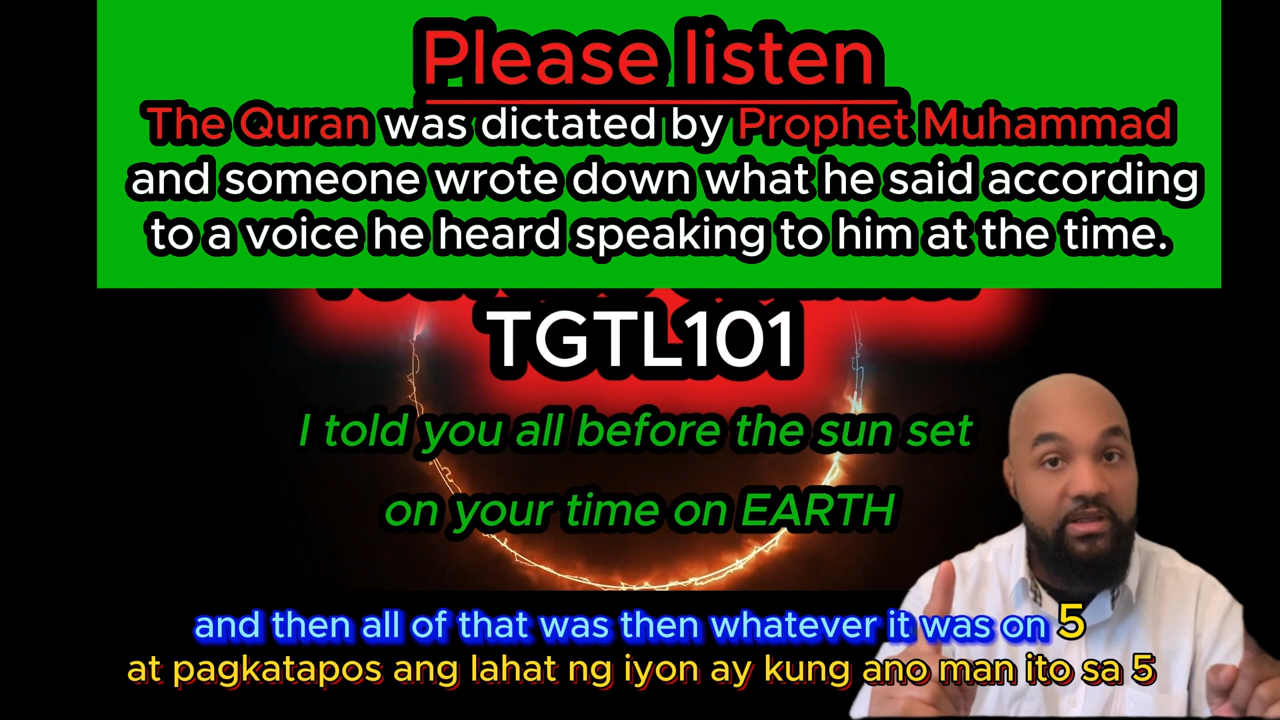 Please listen
The Quran was dictated by Prophet Muhammad
and someone wrote down what he said according
to a voice he heard speaking to him at the time.
TGTL101
I told you all before the sun set
on your time on EARTH
and then all of that was then whatever it was on 5
at pagkatapos ang lahat ng iyon ay kung ano man ito sa 5